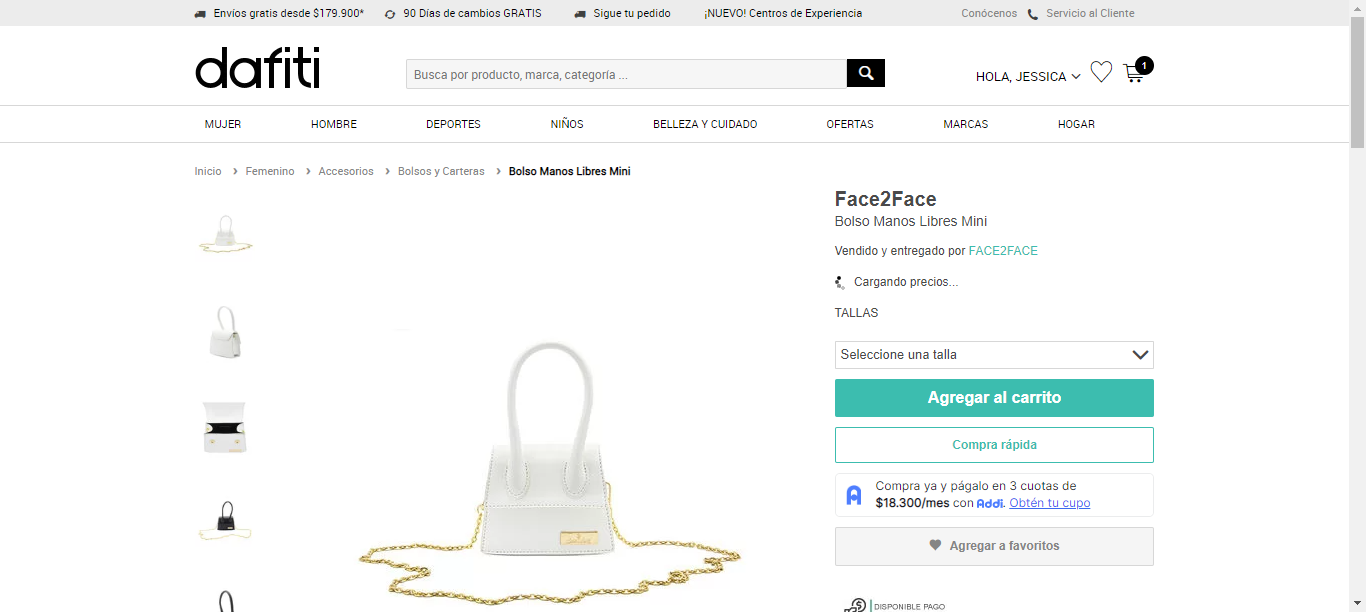 Envíos gratis desde $179.900* 90 Días de cambios GRATIS Sigue tu pedido ¡NUEVO! Centros de Experiencia Conócenos Servicio al Cliente
dafiti
Busca por producto, marca, categoría ...
HOLA, JESSICA
1
MUJER HOMBRE DEPORTES NIÑOS BELLEZA Y CUIDADO OFERTAS MARCAS HOGAR
Inicio > Femenino > Accesorios > Bolsos y Carteras > Bolso Manos Libres Mini
Face2Face
Bolso Manos Libres Mini
Vendido y entregado por FACE2FACE
Cargando precios...
TALLAS
Seleccione una talla
Agregar al carrito
Compra rápida
Compra ya y págalo en 3 cuotas de
$18.300/mes con Addi. Obtén tu cupo
Agregar a favoritos
DISPONIBLE PAGO